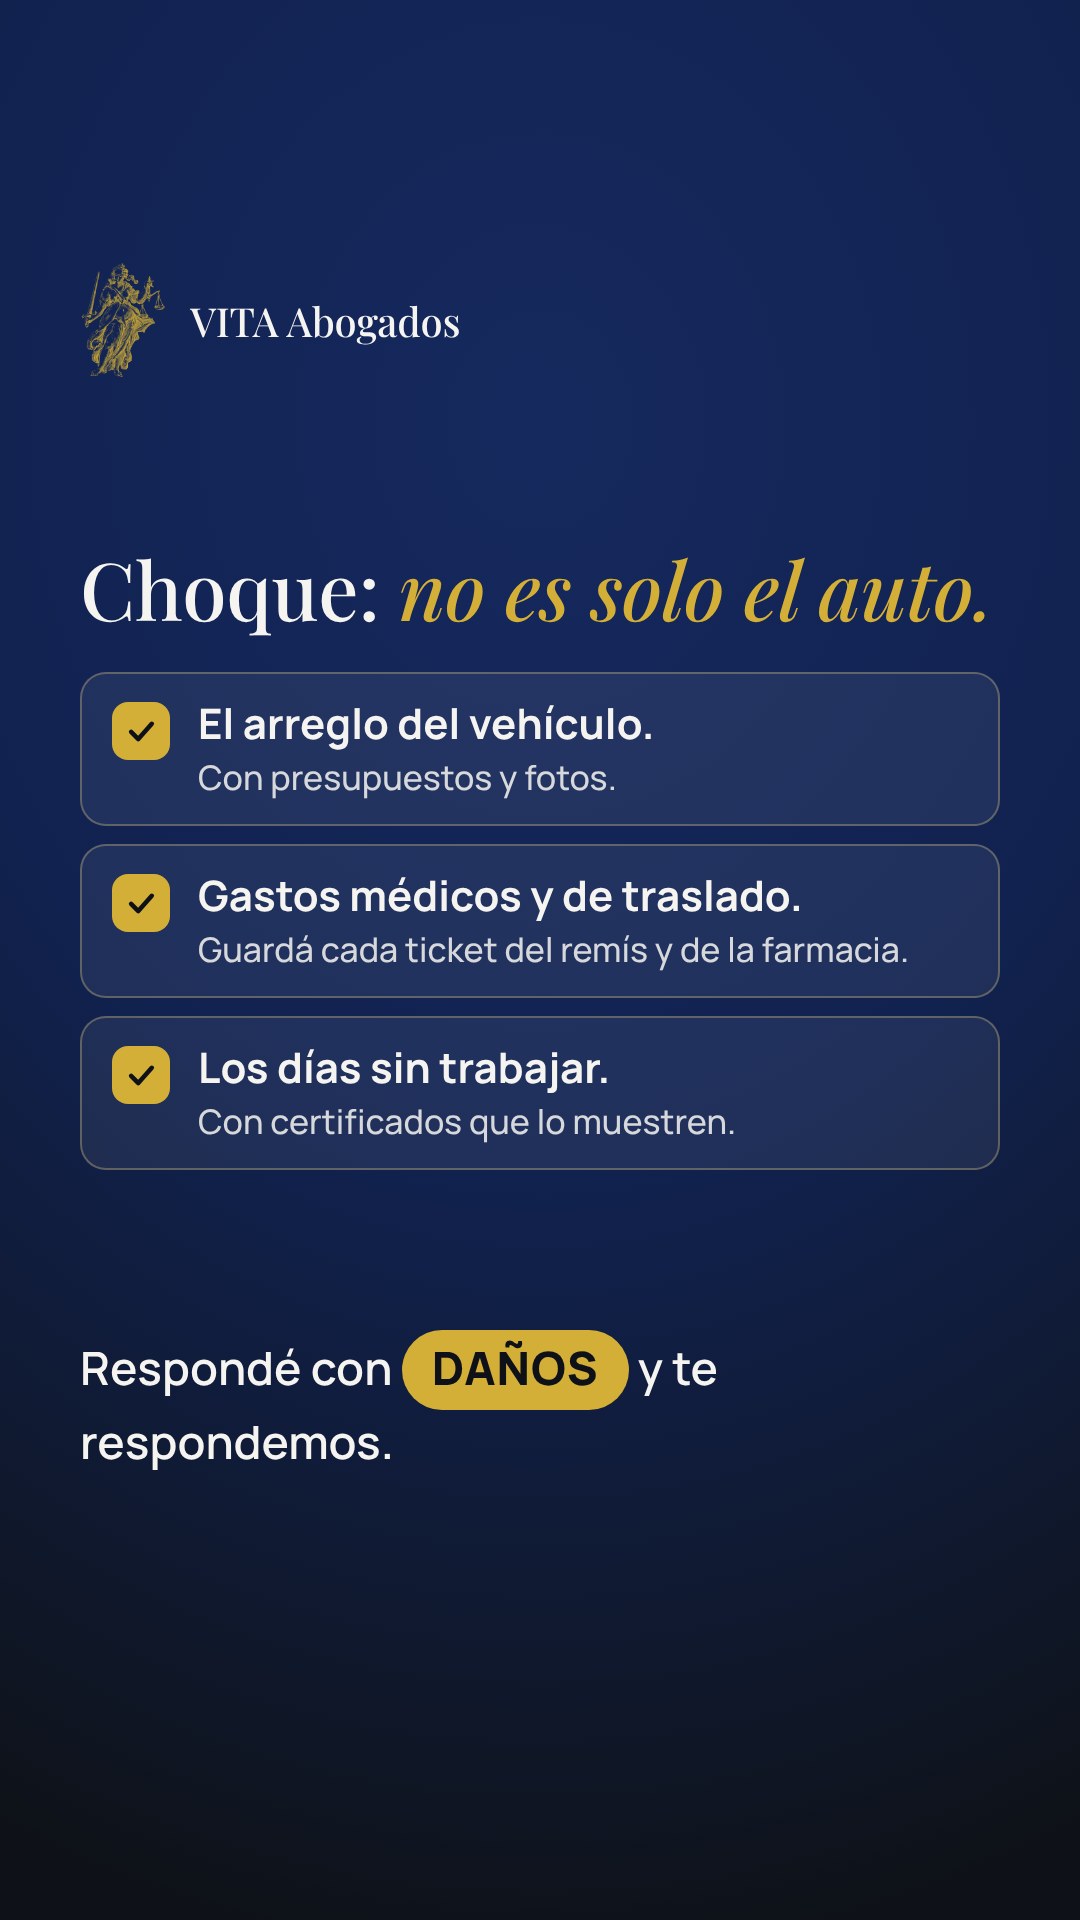 VITA Abogados
Choque: no es solo el auto.
El arreglo del vehículo.
Con presupuestos y fotos.
Gastos médicos y de traslado.
Guardá cada ticket del remís y de la farmacia.
Los días sin trabajar.
Con certificados que lo muestren.
Respondé con DAÑOS y te
respondemos.